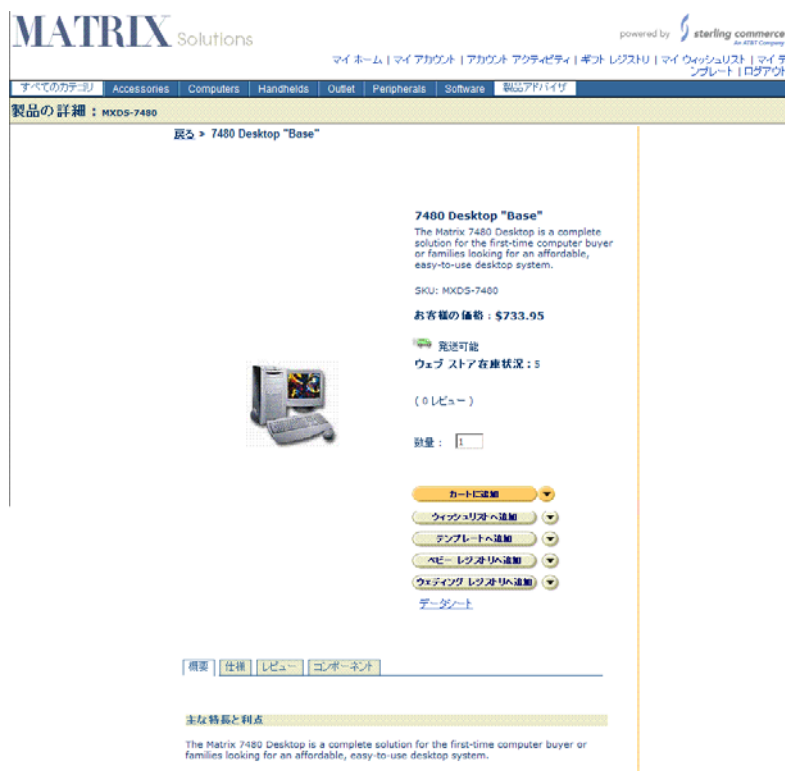 MATRIX Solutions
powered by sterling commerce
An AT&T Company
マイ ホーム | マイ アカウント | アカウント アクティビティ | ギフト レジストリ | マイ ウィッシュリスト | マイ テ
ンプレート | ログアウト
すべてのカテゴリ Accessories Computers Handhelds Outlet Peripherals Software 製品アドバイザ
製品の詳細 : MXDS-7480
戻る > 7480 Desktop "Base"
7480 Desktop "Base"
The Matrix 7480 Desktop is a complete
solution for the first-time computer buyer
or families looking for an affordable,
easy-to-use desktop system.
SKU: MXDS-7480
お客様の価格 : $733.95
発送可能
ウェブ ストア在庫状況 : 5
( 0 レビュー )
数量 : 1
カートに追加
ウィッシュリストへ追加
テンプレートへ追加
ベビー レジストリへ追加
ウェディング レジストリへ追加
データシート
概要 仕様 レビュー コンポーネント
主な特長と利点
The Matrix 7480 Desktop is a complete solution for the first-time computer buyer or
families looking for an affordable, easy-to-use desktop system.